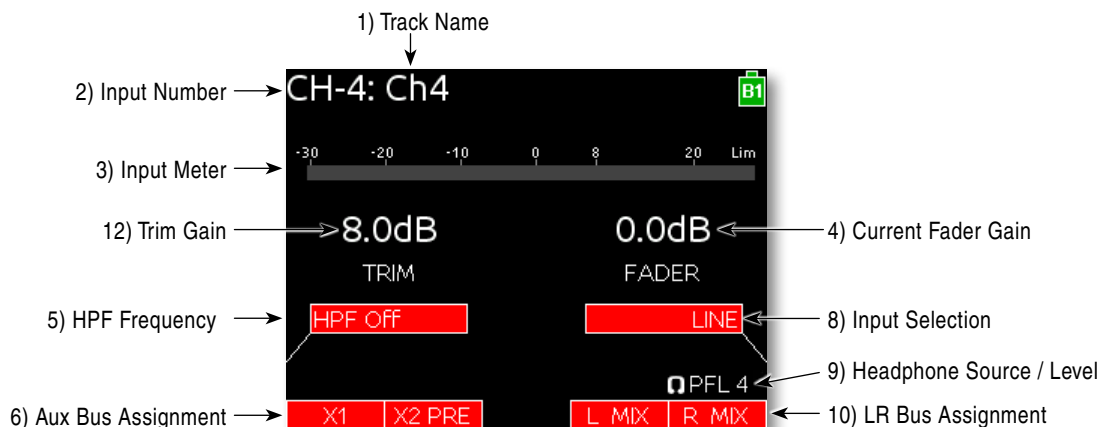 1) Track Name
2) Input Number
CH-4: Ch4
B1
3) Input Meter
-30 -20 -10 0 8 20 Lim
12) Trim Gain
8.0dB
0.0dB
4) Current Fader Gain
TRIM
FADER
5) HPF Frequency
HPF Off
LINE
8) Input Selection
PFL 4
9) Headphone Source / Level
6) Aux Bus Assignment
X1
X2 PRE
L MIX
R MIX
10) LR Bus Assignment